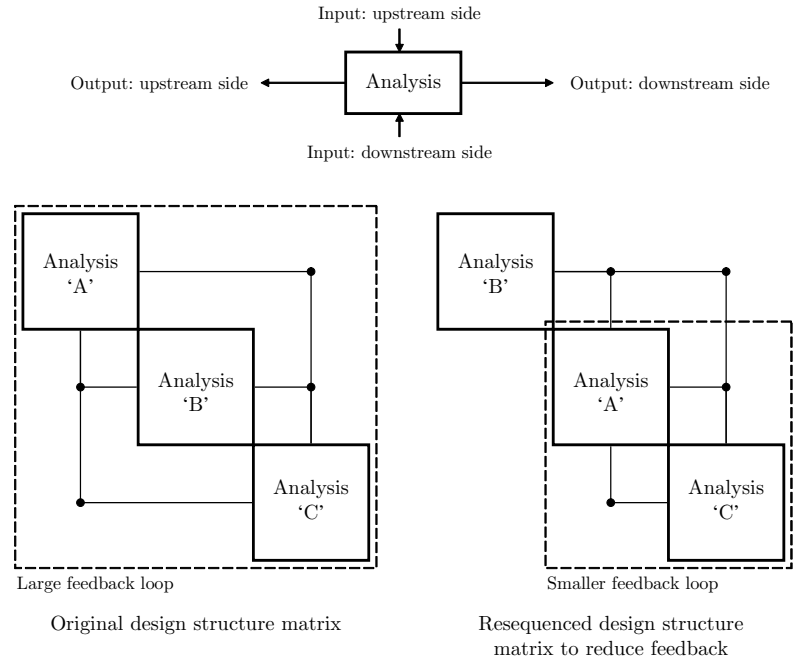 Input: upstream side
Output: upstream side
Analysis
Output: downstream side
Input: downstream side
Analysis
‘A’
Analysis
‘B’
Analysis
‘C’
Large feedback loop
Original design structure matrix
Analysis
‘B’
Analysis
‘A’
Analysis
‘C’
Smaller feedback loop
Resequenced design structure
matrix to reduce feedback